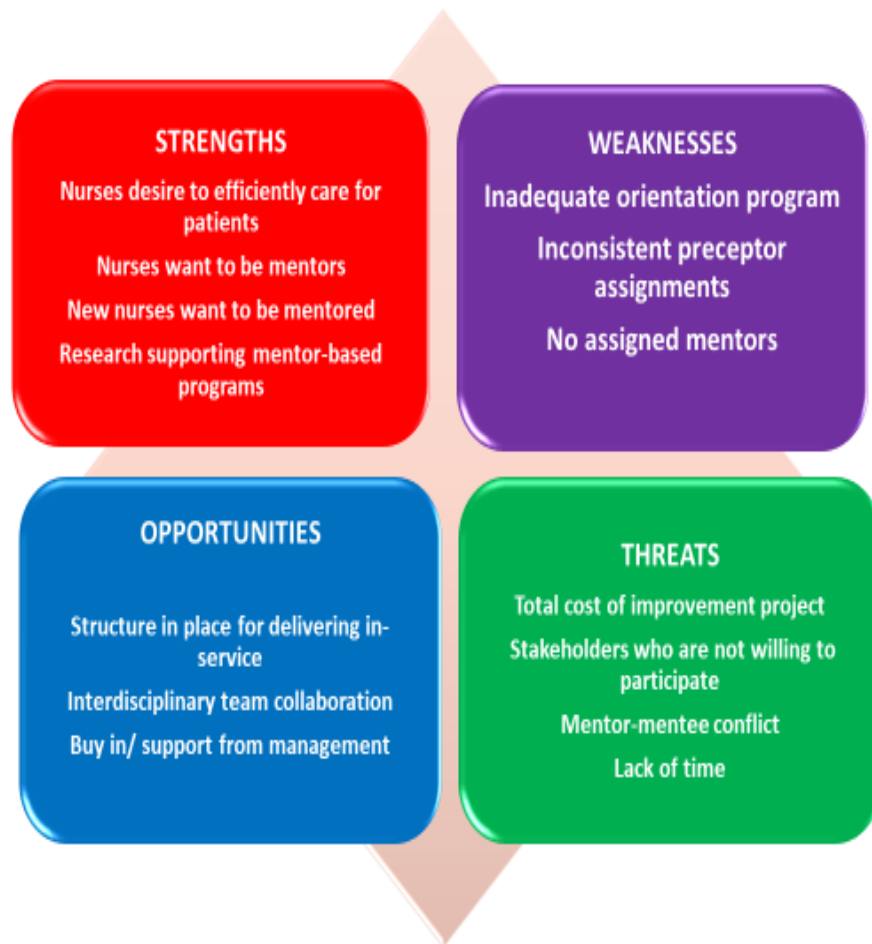 STRENGTHS
Nurses desire to efficiently care for
patients
Nurses want to be mentors
New nurses want to be mentored
Research supporting mentor-based
programs
WEAKNESSES
Inadequate orientation program
Inconsistent preceptor
assignments
No assigned mentors
OPPORTUNITIES
Structure in place for delivering in-
service
Interdisciplinary team collaboration
Buy in/ support from management
THREATS
Total cost of improvement project
Stakeholders who are not willing to
participate
Mentor-mentee conflict
Lack of time